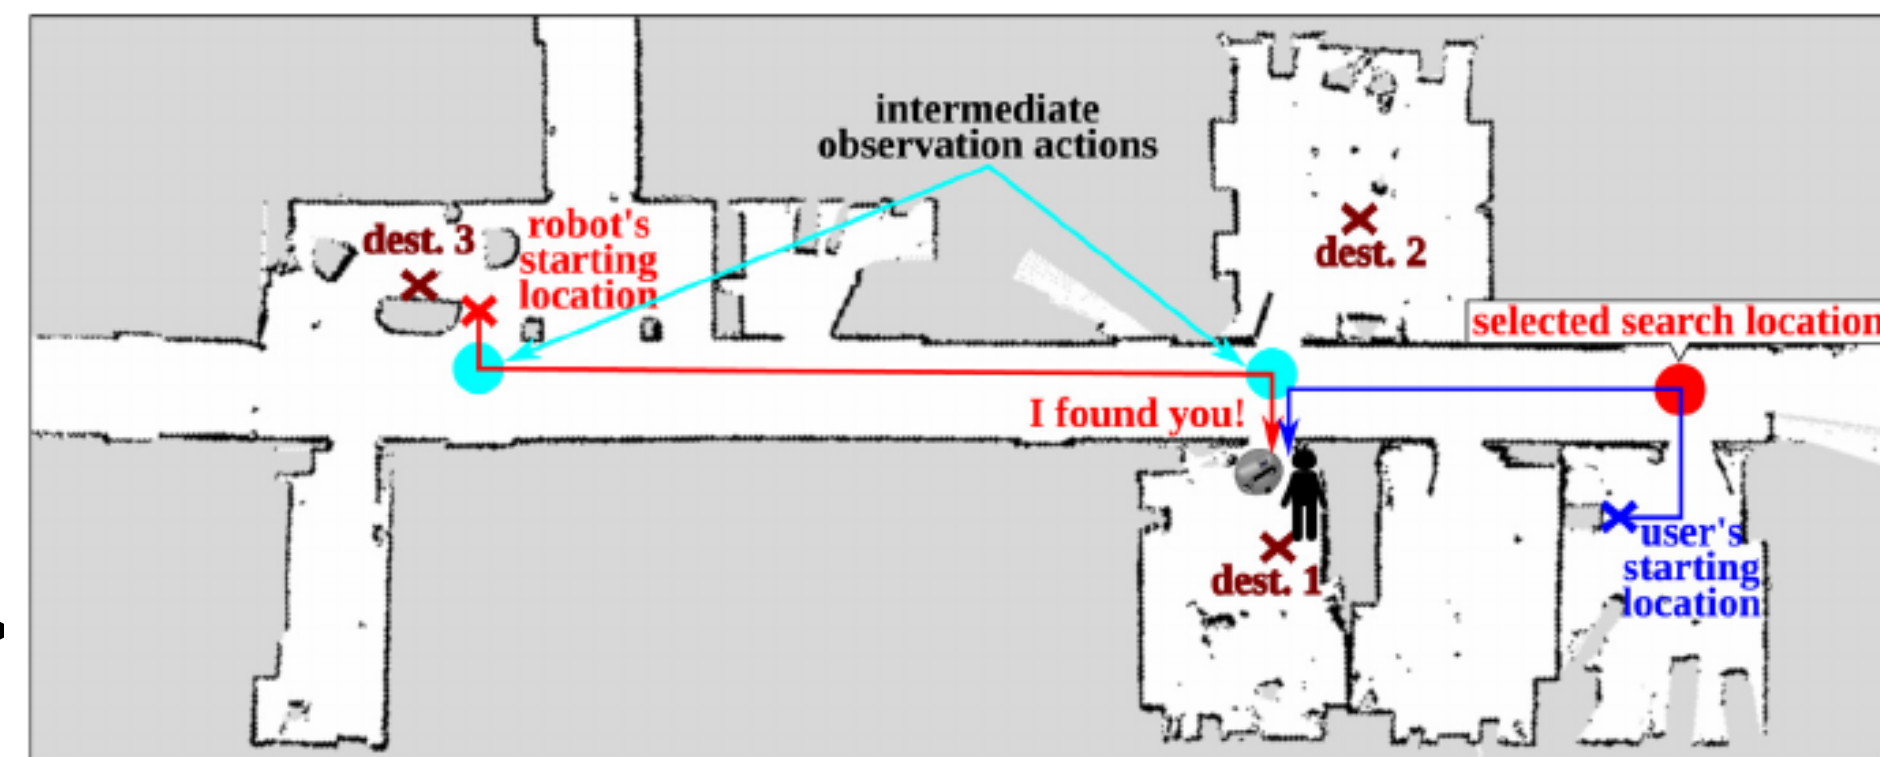 intermediate
observation actions
robot's
starting
location
dest. 3
dest. 2
selected search location
I found you!
dest. 1
user's
starting
location